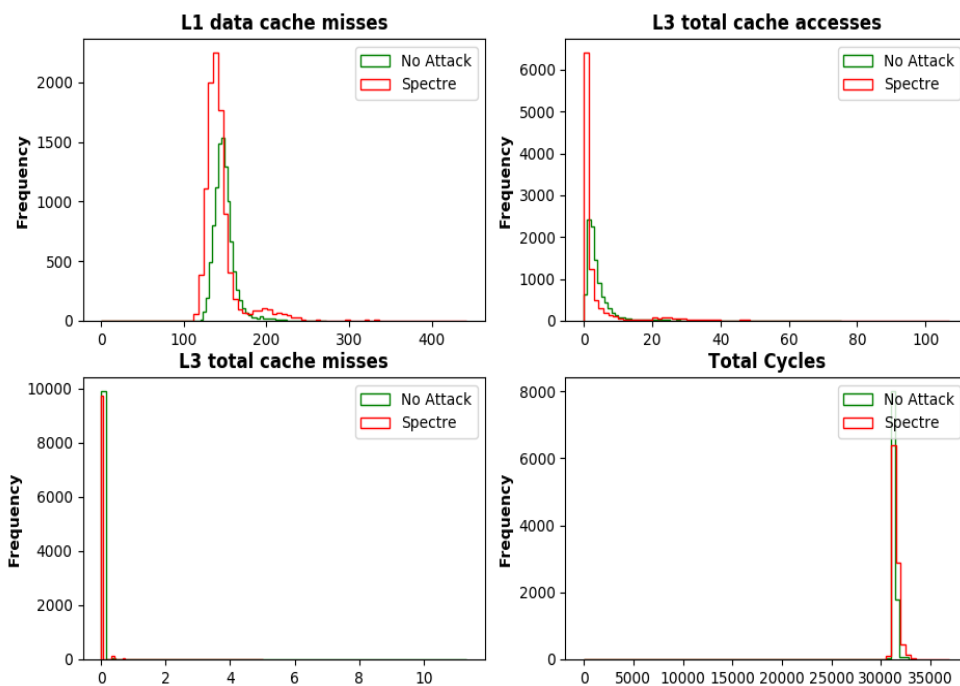 L1 data cache misses
Frequency
2000
1500
1000
500
0
No Attack
Spectre
0 100 200 300 400
L3 total cache accesses
Frequency
6000
5000
4000
3000
2000
1000
0
No Attack
Spectre
0 20 40 60 80 100
L3 total cache misses
Frequency
10000
8000
6000
4000
2000
0
No Attack
Spectre
0 2 4 6 8 10
Total Cycles
Frequency
8000
6000
4000
2000
0
No Attack
Spectre
0 5000 10000 15000 20000 25000 30000 35000